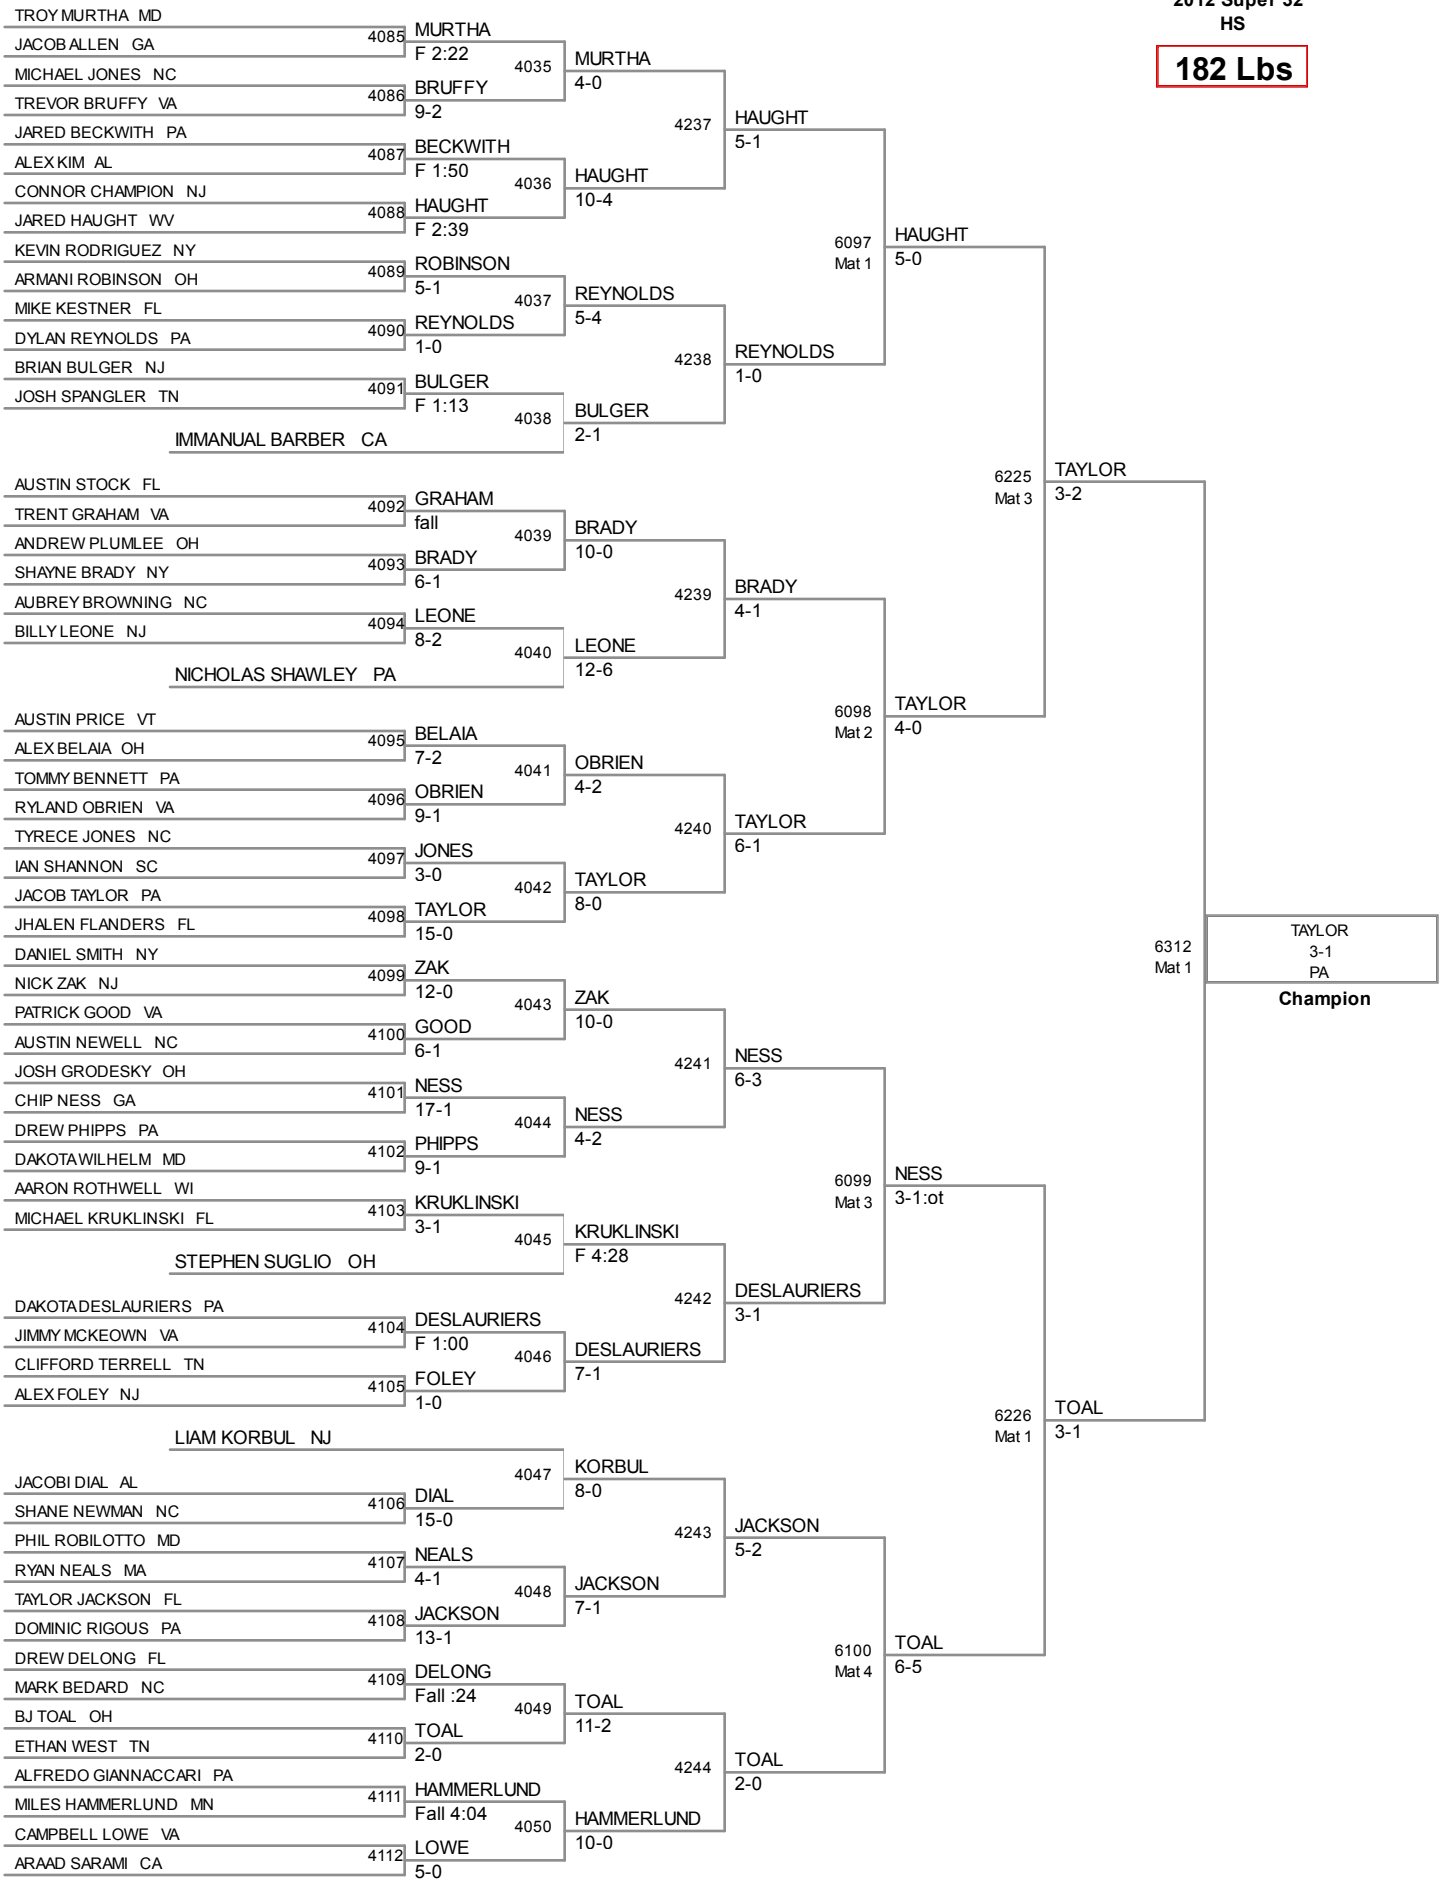 2012 Super 32
HS
182 Lbs
TROY MURTHA MD
JACOB ALLEN GA
MICHAEL JONES NC
TREVOR BRUFFY VA
JARED BECKWITH PA
ALEX KIM AL
CONNOR CHAMPION NJ
JARED HAUGHT WV
KEVIN RODRIGUEZ NY
ARMANI ROBINSON OH
MIKE KESTNER FL
DYLAN REYNOLDS PA
BRIAN BULGER NJ
JOSH SPANGLER TN
IMMANUAL BARBER CA
AUSTIN STOCK FL
TRENT GRAHAM VA
ANDREW PLUMLEE OH
SHAYNE BRADY NY
AUBREY BROWNING NC
BILLY LEONE NJ
NICHOLAS SHAWLEY PA
AUSTIN PRICE VT
ALEX BELAIA OH
TOMMY BENNETT PA
RYLAND OBRIEN VA
TYRECE JONES NC
IAN SHANNON SC
JACOB TAYLOR PA
JHALEN FLANDERS FL
DANIEL SMITH NY
NICK ZAK NJ
PATRICK GOOD VA
AUSTIN NEWELL NC
JOSH GRODESKY OH
CHIP NESS GA
DREW PHIPPS PA
DAKOTA WILHELM MD
AARON ROTHWELL WI
MICHAEL KRUKLINSKI FL
STEPHEN SUGLIO OH
DAKOTA DESLAURIERS PA
JIMMY MCKEOWN VA
CLIFFORD TERRELL TN
ALEX FOLEY NJ
LIAM KORBUL NJ
JACOBI DIAL AL
SHANE NEWMAN NC
PHIL ROBILOTTO MD
RYAN NEALS MA
TAYLOR JACKSON FL
DOMINIC RIGOUS PA
DREW DELONG FL
MARK BEDARD NC
BJ TOAL OH
ETHAN WEST TN
ALFREDO GIANNACCARI PA
MILES HAMMERLUND MN
CAMPBELL LOWE VA
ARAAD SARAMI CA
4085 MURTHA
F 2:22
4086 BRUFFY
9-2
4087 BECKWITH
F 1:50
4088 HAUGHT
F 2:39
4089 ROBINSON
5-1
4090 REYNOLDS
1-0
4091 BULGER
F 1:13
4092 GRAHAM
fall
4093 BRADY
6-1
4094 LEONE
8-2
4095 BELAIA
7-2
4096 OBRIEN
9-1
4097 JONES
3-0
4098 TAYLOR
15-0
4099 ZAK
12-0
4100 GOOD
6-1
4101 NESS
17-1
4102 PHIPPS
9-1
4103 KRUKLINSKI
3-1
4104 DESLAURIERS
F 1:00
4105 FOLEY
1-0
4106 DIAL
15-0
4107 NEALS
4-1
4108 JACKSON
13-1
4109 DELONG
Fall :24
4110 TOAL
2-0
4111 HAMMERLUND
Fall 4:04
4112 LOWE
5-0
4035 MURTHA
4-0
4036 HAUGHT
10-4
4037 REYNOLDS
5-4
4038 BULGER
2-1
4039 BRADY
10-0
4040 LEONE
12-6
4041 OBRIEN
4-2
4042 TAYLOR
8-0
4043 ZAK
10-0
4044 NESS
4-2
4045 KRUKLINSKI
F 4:28
4046 DESLAURIERS
7-1
4047 KORBUL
8-0
4048 JACKSON
7-1
4049 TOAL
11-2
4050 HAMMERLUND
10-0
4237 HAUGHT
5-1
4238 REYNOLDS
1-0
4239 BRADY
4-1
4240 TAYLOR
6-1
4241 NESS
6-3
4242 DESLAURIERS
3-1
4243 JACKSON
5-2
4244 TOAL
2-0
6097 HAUGHT
Mat 1 5-0
6098 TAYLOR
Mat 2 4-0
6099 NESS
Mat 3 3-1:ot
6100 TOAL
Mat 4 6-5
6225 TAYLOR
Mat 3 3-2
6226 TOAL
Mat 1 3-1
6312
Mat 1
TAYLOR
3-1
PA
Champion